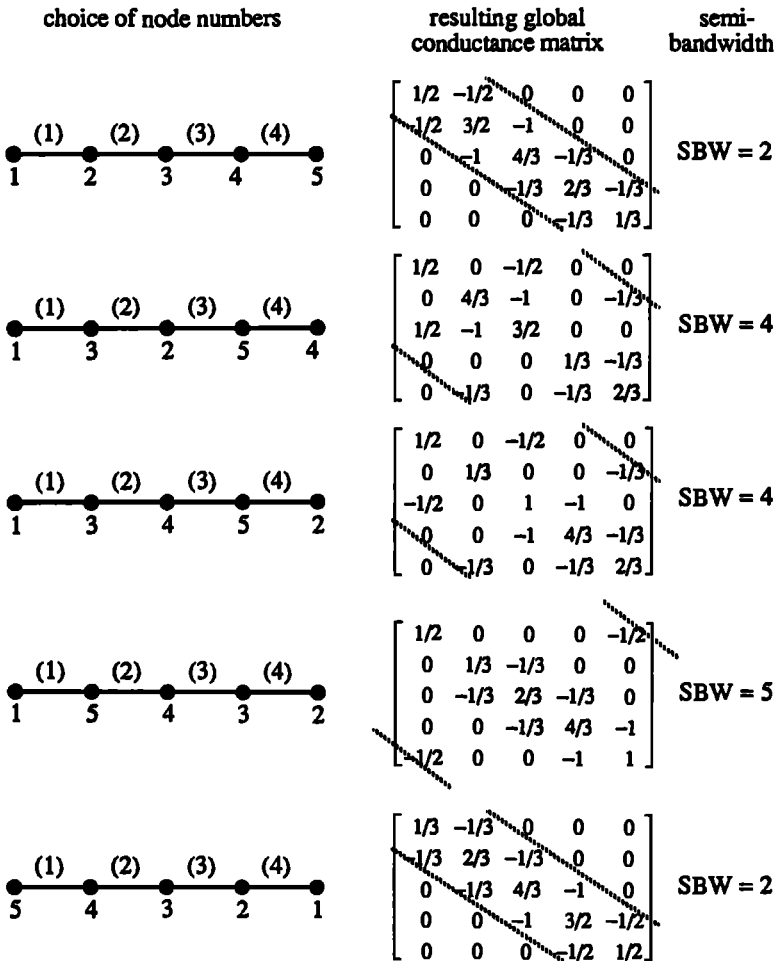 choice of node numbers
resulting global
conductance matrix
semi-
bandwidth
(1) (2) (3) (4)
1 2 3 4 5
1/2 −1/2 0 0 0
−1/2 3/2 −1 0 0
0 −1 4/3 −1/3 0
0 0 −1/3 2/3 −1/3
0 0 0 −1/3 1/3
SBW = 2
(1) (2) (3) (4)
1 3 2 5 4
1/2 0 −1/2 0 0
0 4/3 −1 0 −1/3
1/2 −1 3/2 0 0
0 0 0 1/3 −1/3
0 −1/3 0 −1/3 2/3
SBW = 4
(1) (2) (3) (4)
1 3 4 5 2
1/2 0 −1/2 0 0
0 1/3 0 0 −1/3
−1/2 0 1 −1 0
0 0 −1 4/3 −1/3
0 −1/3 0 −1/3 2/3
SBW = 4
(1) (2) (3) (4)
1 5 4 3 2
1/2 0 0 0 −1/2
0 1/3 −1/3 0 0
0 −1/3 2/3 −1/3 0
0 0 −1/3 4/3 −1
−1/2 0 0 −1 1
SBW = 5
(1) (2) (3) (4)
5 4 3 2 1
1/3 −1/3 0 0 0
−1/3 2/3 −1/3 0 0
0 −1/3 4/3 −1 0
0 0 −1 3/2 −1/2
0 0 0 −1/2 1/2
SBW = 2